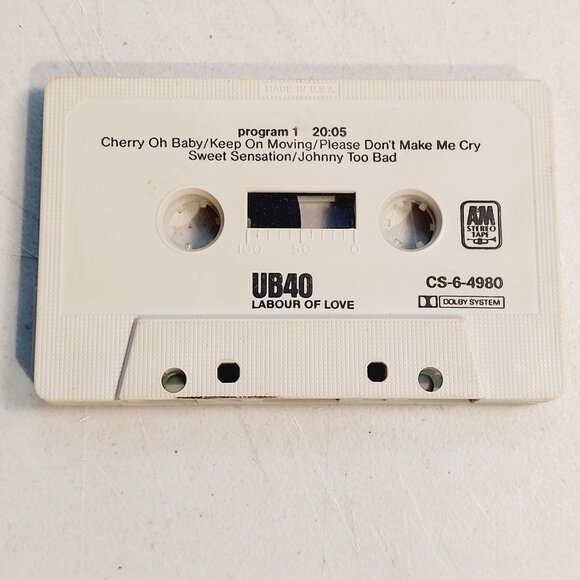 MADE IN U.S.A.
program 1 20:05
Cherry Oh Baby/Keep On Moving/Please Don't Make Me Cry
Sweet Sensation/Johnny Too Bad
100 50 0
A&M
STEREO
TAPE
UB40
LABOUR OF LOVE
CS-6-4980
DOLBY SYSTEM